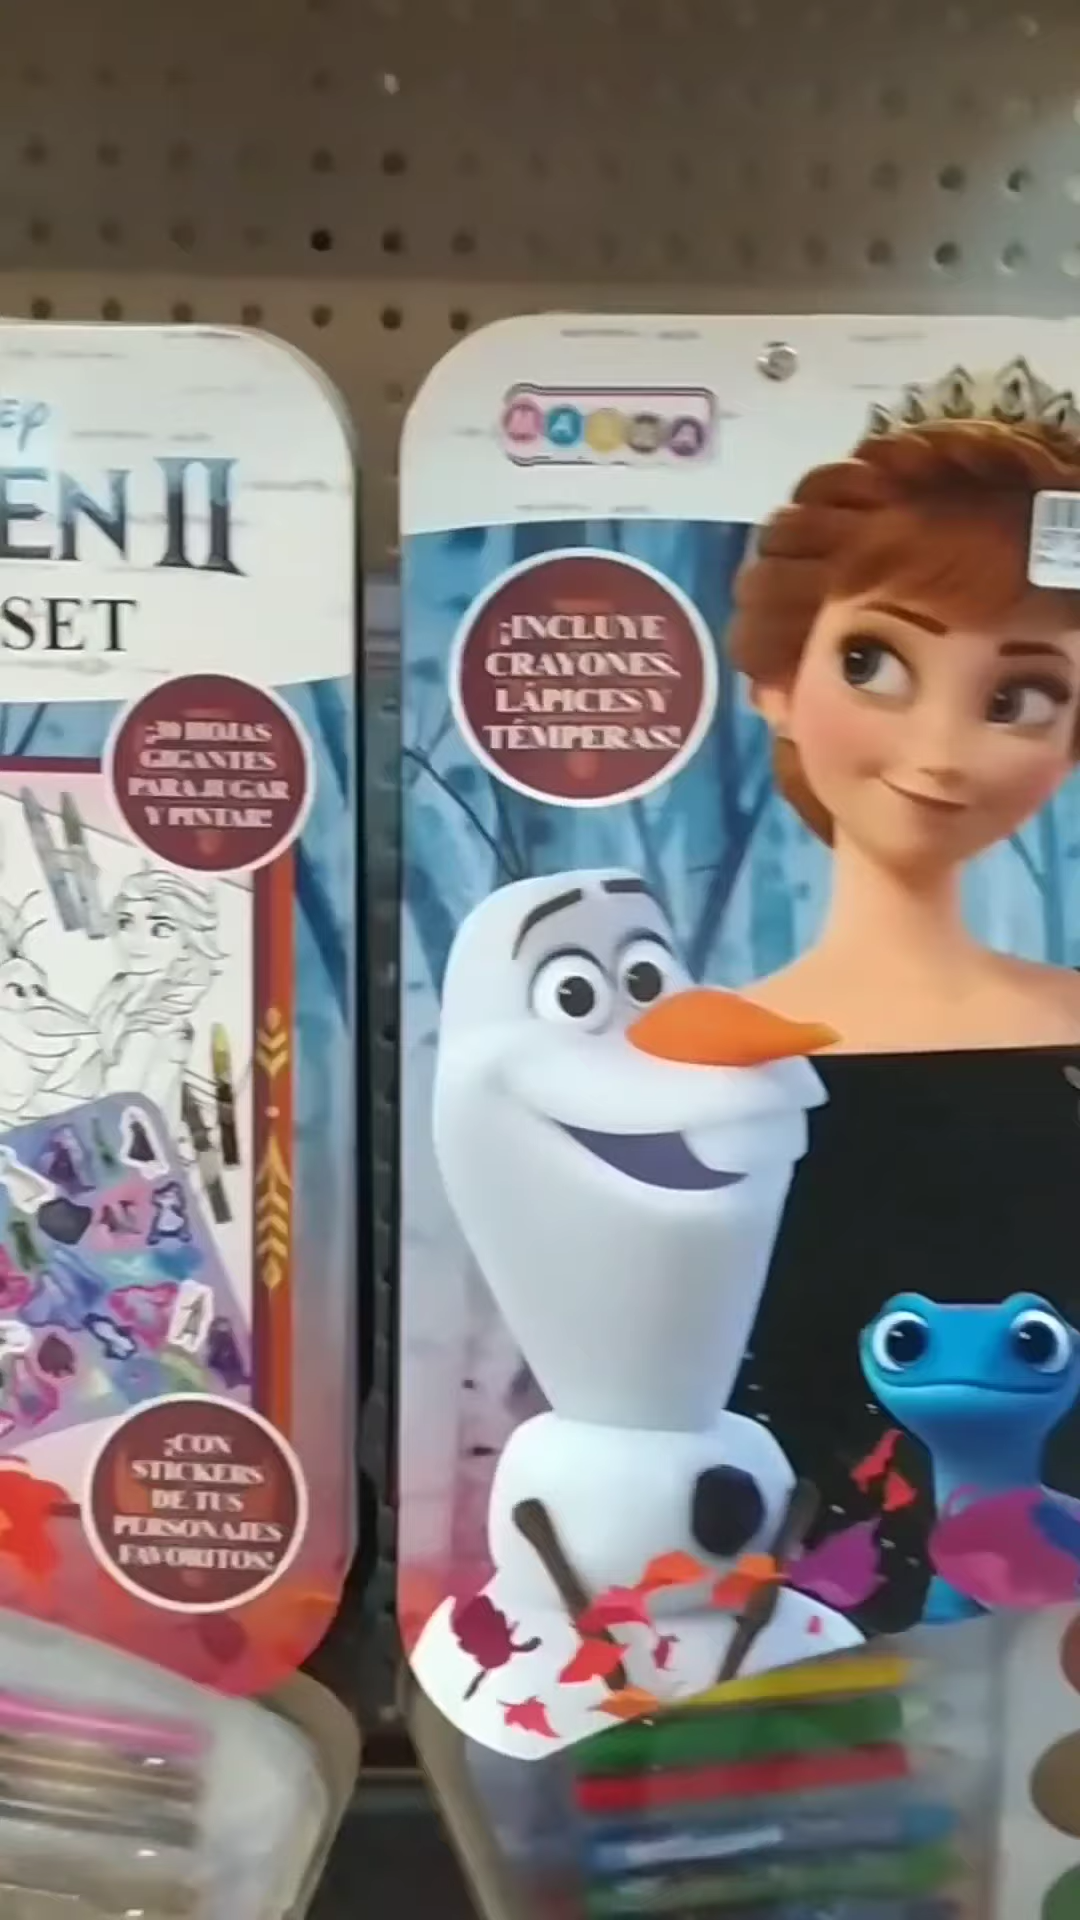 EN II
SET
¡30 HOJAS
GIGANTES
PARA JUGAR
Y PINTAR!
¡CON
STICKERS
DE TUS
PERSONAJES
FAVORITOS!
¡INCLUYE
CRAYONES,
LÁPICES Y
TÉMPERAS!